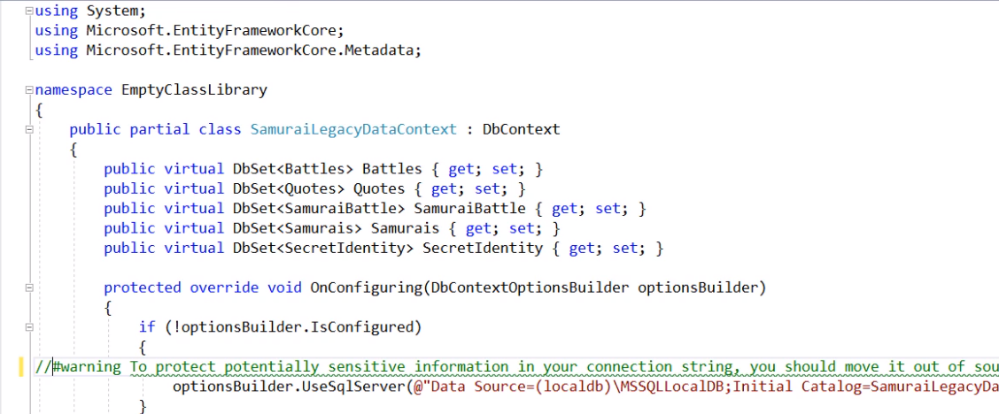 using System;
using Microsoft.EntityFrameworkCore;
using Microsoft.EntityFrameworkCore.Metadata;
namespace EmptyClassLibrary
{
public partial class SamuraiLegacyDataContext : DbContext
{
public virtual DbSet<Battles> Battles { get; set; }
public virtual DbSet<Quotes> Quotes { get; set; }
public virtual DbSet<SamuraiBattle> SamuraiBattle { get; set; }
public virtual DbSet<Samurais> Samurais { get; set; }
public virtual DbSet<SecretIdentity> SecretIdentity { get; set; }
protected override void OnConfiguring(DbContextOptionsBuilder optionsBuilder)
{
if (!optionsBuilder.IsConfigured)
{
//#warning To protect potentially sensitive information in your connection string, you should move it out of sou
optionsBuilder.UseSqlServer(@"Data Source=(localdb)\MSSQLLocalDB;Initial Catalog=SamuraiLegacyDa
}